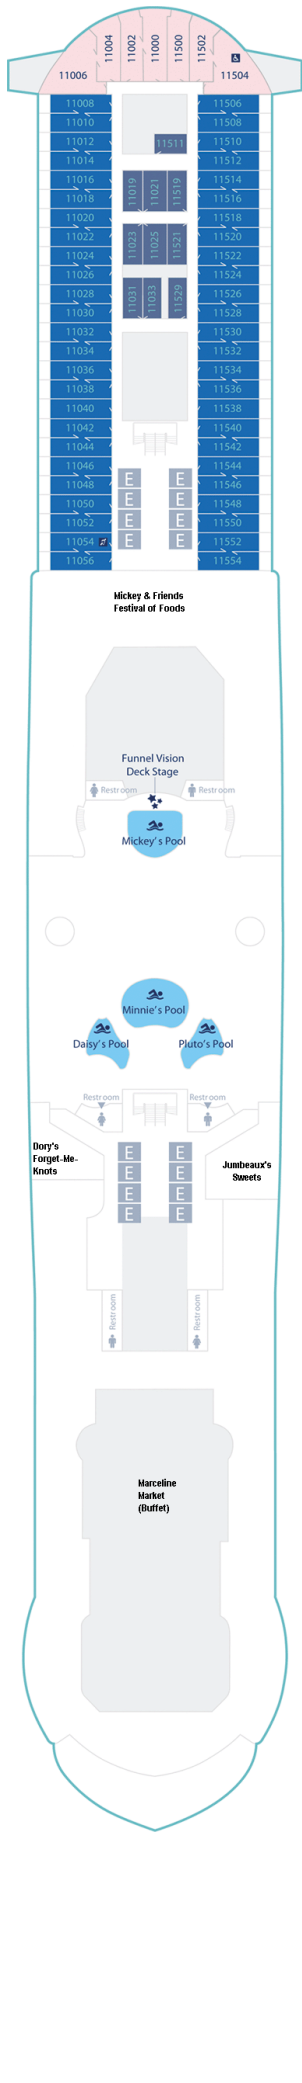 11004
11002
11000
11500
11502
11006
11504
11008
11506
11010
11508
11012
11511
11510
11014
11512
11016
11019
11021
11519
11514
11018
11516
11020
11518
11022
11023
11025
11521
11520
11024
11522
11026
11524
11028
11031
11033
11529
11526
11030
11528
11032
11530
11034
11532
11036
11534
11038
11536
11040
11538
11042
11540
11044
11542
11046
11544
E
E
11048
11546
E
E
11050
11548
11052
E
E
11550
11054
E
E
11552
11056
11554
Mickey & Friends
Festival of Foods
Funnel Vision
Deck Stage
Restroom
Restroom
Mickey's Pool
Minnie's Pool
Daisy's Pool
Pluto's Pool
Restroom
Restroom
Dory's
Forget-Me-
Knots
E
E
E
E
E
E
E
E
Jumbeaux's
Sweets
Restroom
Restroom
Marceline
Market
(Buffet)